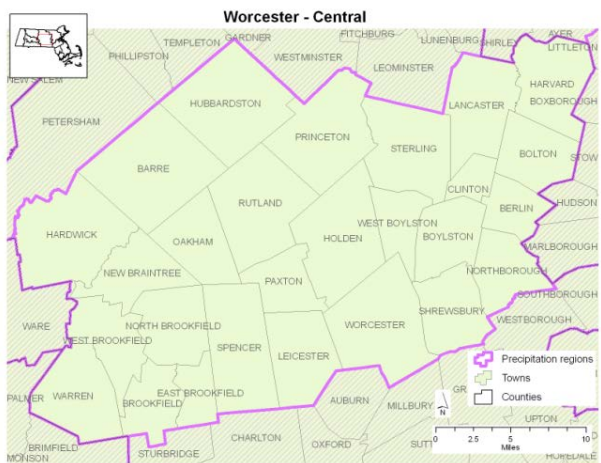 Worcester - Central
TEMPLETON
GARDNER
FITCHBURG
LUNENBURG
SHIRLEY
AYER
LITTLETON
PHILLIPSTON
WESTMINSTER
LEOMINSTER
NEW SALEM
HARVARD
BOXBOROUGH
HUBBARDSTON
LANCASTER
PETERSHAM
PRINCETON
STERLING
BOLTON
STOW
BARRE
CLINTON
RUTLAND
BERLIN
HUDSON
WEST BOYLSTON
HARDWICK
OAKHAM
HOLDEN
BOYLSTON
MARLBOROUGH
NEW BRAINTREE
NORTHBOROUGH
PAXTON
SOUTHBOROUGH
SHREWSBURY
WESTBOROUGH
WARE
NORTH BROOKFIELD
WORCESTER
WEST BROOKFIELD
SPENCER
LEICESTER
Precipitation regions
Towns
Counties
PALMER
WARREN
EAST BROOKFIELD
BROOKFIELD
AUBURN
MILLBURY
GR
N
UPTON
CHARLTON
OXFORD
SUTT
0 2.5 5 10
Miles
BRIMFIELD
STURBRIDGE
MONSON
HOPEDALE